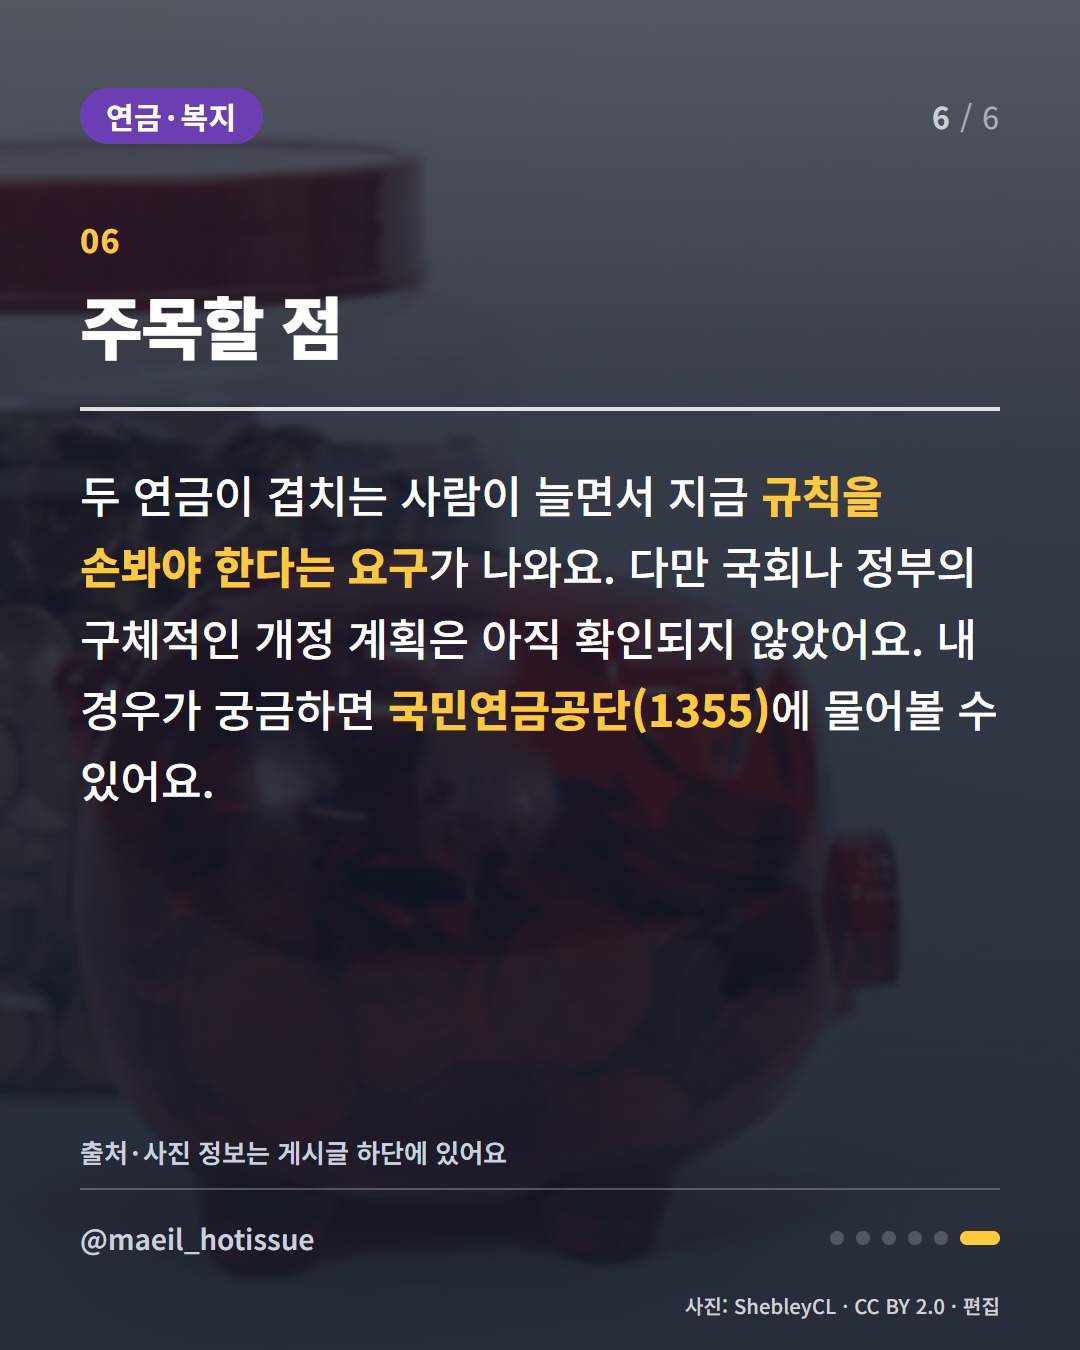 연금·복지
6 / 6
06
주목할 점
두 연금이 겹치는 사람이 늘면서 지금 규칙을
손봐야 한다는 요구가 나와요. 다만 국회나 정부의
구체적인 개정 계획은 아직 확인되지 않았어요. 내
경우가 궁금하면 국민연금공단(1355)에 물어볼 수
있어요.
출처·사진 정보는 게시글 하단에 있어요
@maeil_hotissue
사진: ShebleyCL · CC BY 2.0 · 편집